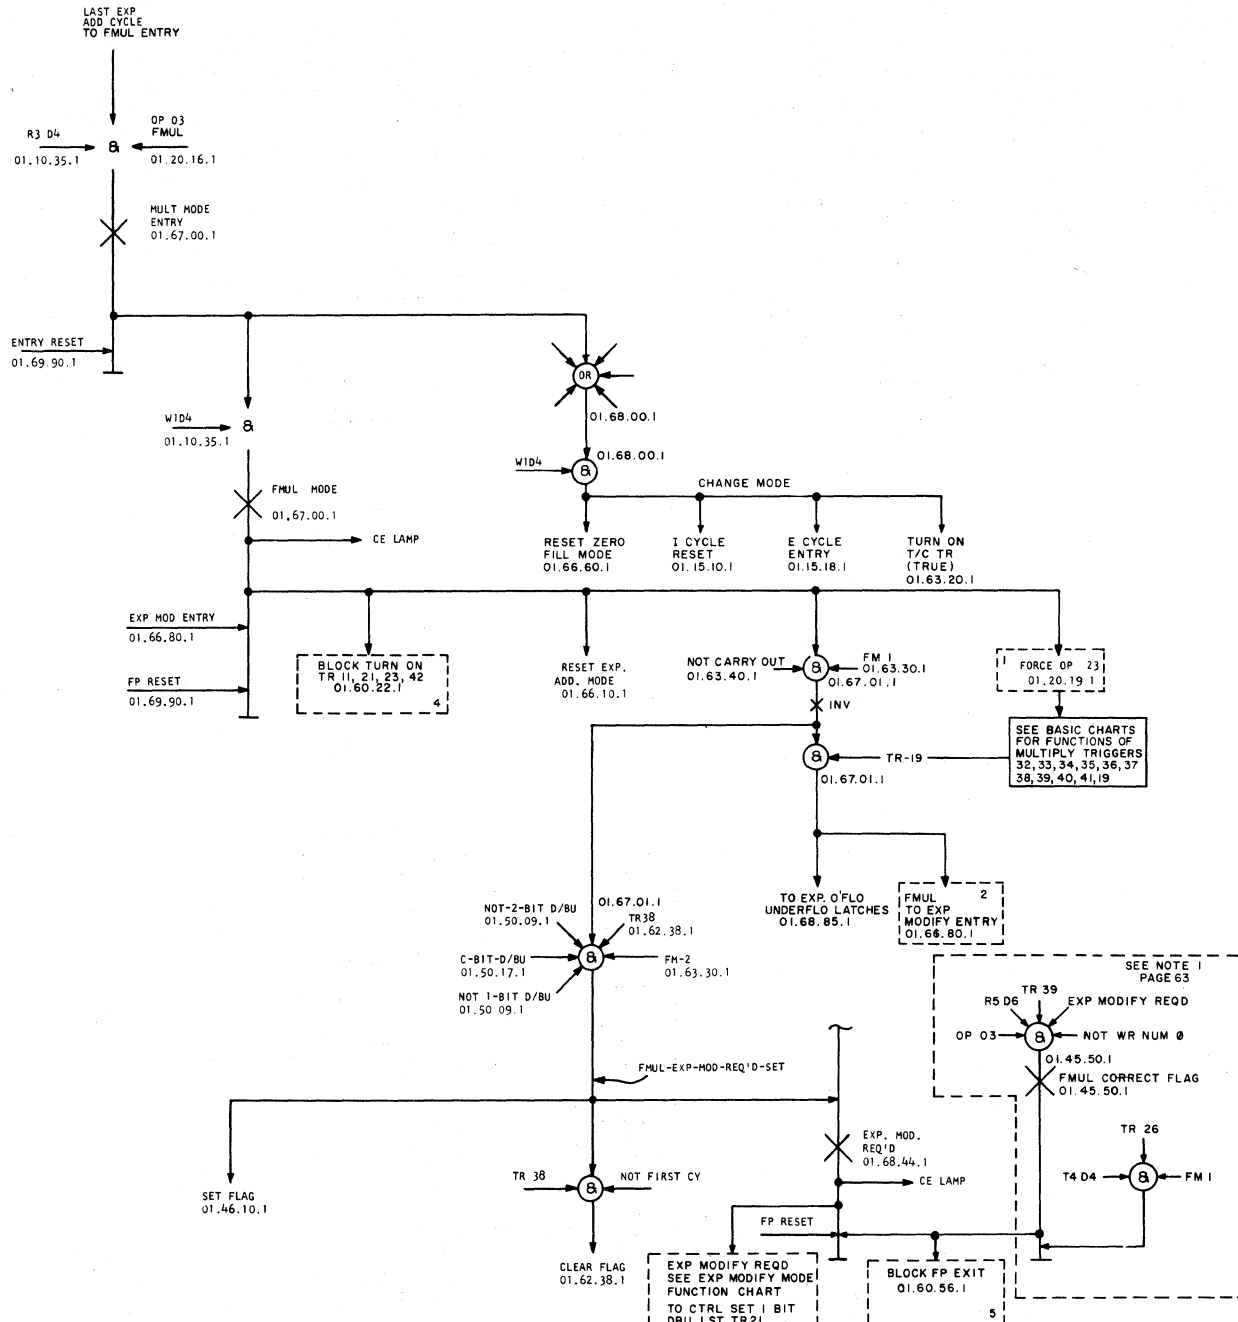 LAST EXP
ADD CYCLE
TO FMUL ENTRY
R3 D4
01.10.35.1
&
OP 03
FMUL
01.20.16.1
MULT MODE
ENTRY
01.67.00.1
ENTRY RESET
01.69.90.1
OR
01.68.00.1
W1D4
01.10.35.1
&
W1D4
&
01.68.00.1
FMUL MODE
01.67.00.1
CHANGE MODE
CE LAMP
RESET ZERO
FILL MODE
01.66.60.1
I CYCLE
RESET
01.15.10.1
E CYCLE
ENTRY
01.15.18.1
TURN ON
T/C TR
(TRUE)
01.63.20.1
EXP MOD ENTRY
01.66.80.1
FP RESET
01.69.90.1
BLOCK TURN ON
TR 11, 21, 23, 42
01.60.22.1
4
RESET EXP.
ADD. MODE
01.66.10.1
NOT CARRY OUT
01.63.40.1
&
FM 1
01.63.30.1
01.67.01.1
INV
1
FORCE OP 23
01.20.19 1
SEE BASIC CHARTS
FOR FUNCTIONS OF
MULTIPLY TRIGGERS
32,33,34,35,36,37
38,39,40,41,19
&
TR-19
01.67.01.1
TO EXP. O'FLO
UNDERFLO LATCHES
01.68.85.1
FMUL 2
TO EXP
MODIFY ENTRY
01.66.80.1
NOT-2-BIT D/BU
01.50.09.1
01.67.01.1
TR38
01.62.38.1
C-BIT-D/BU
01.50.17.1
&
FM-2
01.63.30.1
NOT 1-BIT D/BU
01.50 09.1
SEE NOTE 1
PAGE 63
TR 39
R5 D6
EXP MODIFY REQD
OP 03
&
NOT WR NUM 0
01.45.50.1
FMUL CORRECT FLAG
01.45.50.1
FMUL-EXP-MOD-REQ'D-SET
EXP. MOD.
REQ'D
01.68.44.1
TR 26
T4 D4
&
FM 1
SET FLAG
01.46.10.1
TR 38
&
NOT FIRST CY
CE LAMP
FP RESET
CLEAR FLAG
01.62.38.1
EXP MODIFY REQD
SEE EXP MODIFY MODE
FUNCTION CHART
TO CTRL SET 1 BIT
DBU LST TR21
BLOCK FP EXIT
01.60.56.1
5